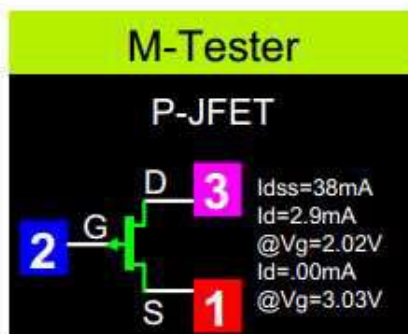 M-Tester
P-JFET
D
3
G
2
S
1
Idss=38mA
Id=2.9mA
@Vg=2.02V
Id=.00mA
@Vg=3.03V